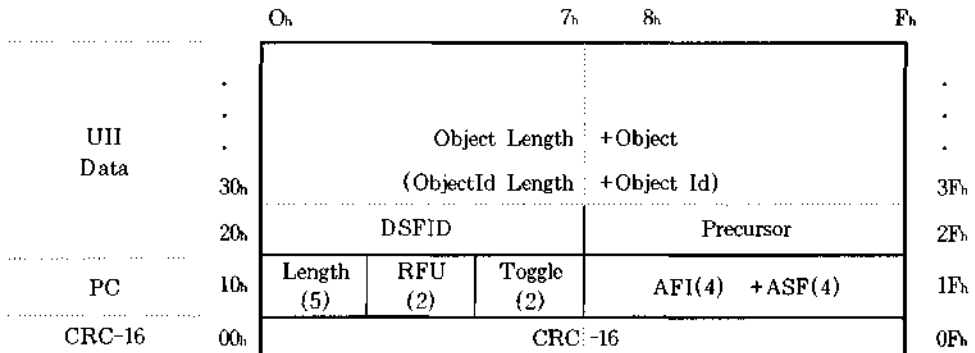 Oh 7h 8h Fh
UII
Data
Object Length +Object
30h (ObjectId Length +Object Id) 3Fh
20h DSFID Precursor 2Fh
PC 10h Length (5) RFU (2) Toggle (2) AFI(4) +ASF(4) 1Fh
CRC-16 00h CRC-16 0Fh